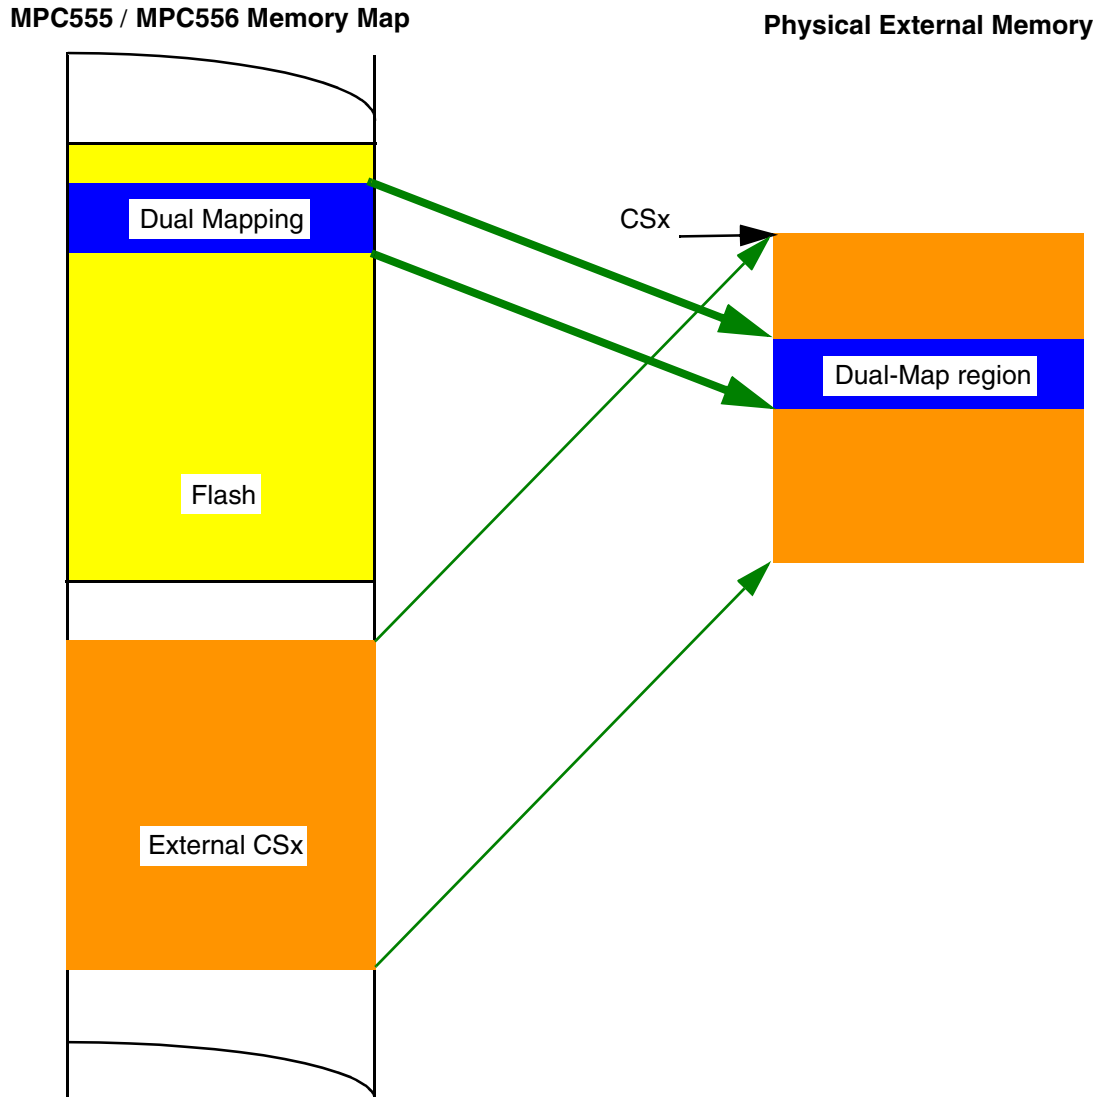 MPC555 / MPC556 Memory Map
Physical External Memory
Dual Mapping
CSx
Dual-Map region
Flash
External CSx